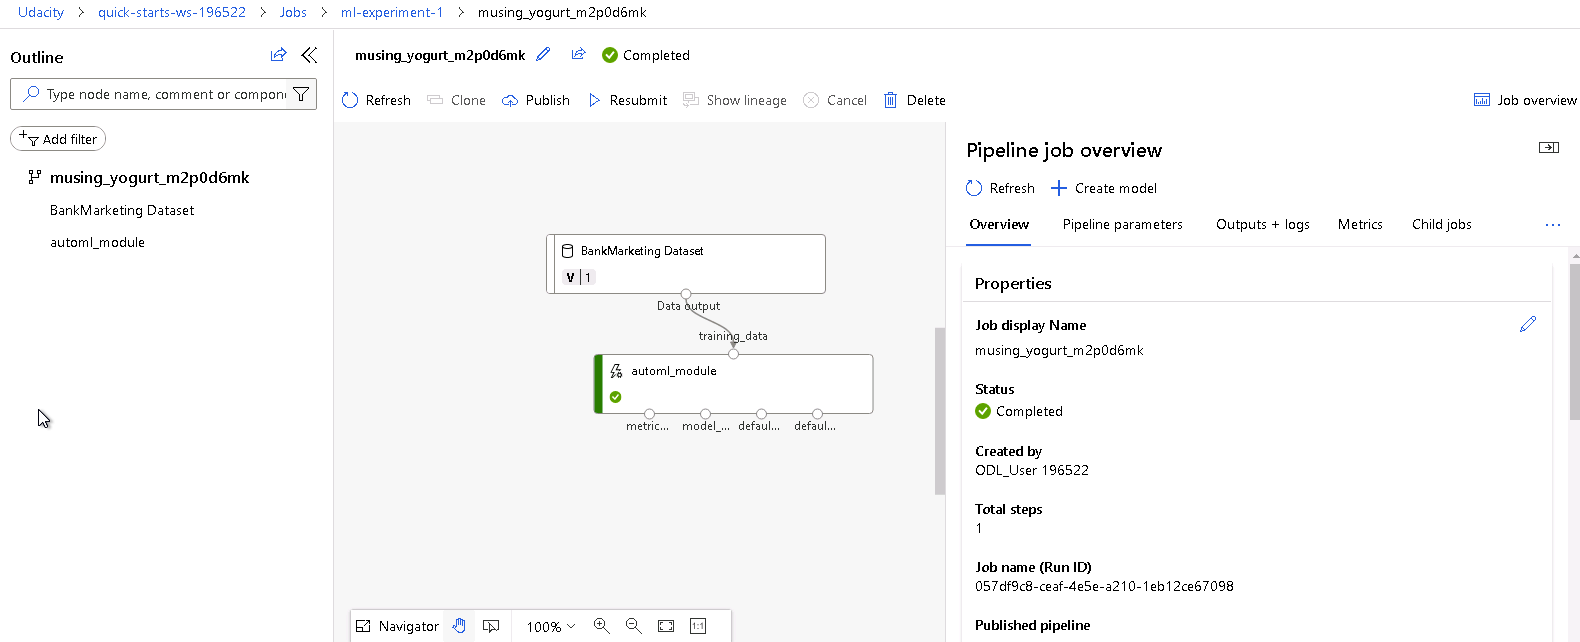 Udacity > quick-starts-ws-196522 > Jobs > ml-experiment-1 > musing_yogurt_m2p0d6mk
Outline
Type node name, comment or compon
Add filter
musing_yogurt_m2p0d6mk
BankMarketing Dataset
automl_module
musing_yogurt_m2p0d6mk Completed
Refresh Clone Publish Resubmit Show lineage Cancel Delete Job overview
BankMarketing Dataset
V 1
Data output
training_data
automl_module
metric... model_... defaul... defaul...
Navigator 100% 1:1
Pipeline job overview
Refresh Create model
Overview Pipeline parameters Outputs + logs Metrics Child jobs ...
Properties
Job display Name
musing_yogurt_m2p0d6mk
Status
Completed
Created by
ODL_User 196522
Total steps
1
Job name (Run ID)
057df9c8-ceaf-4e5e-a210-1eb12ce67098
Published pipeline